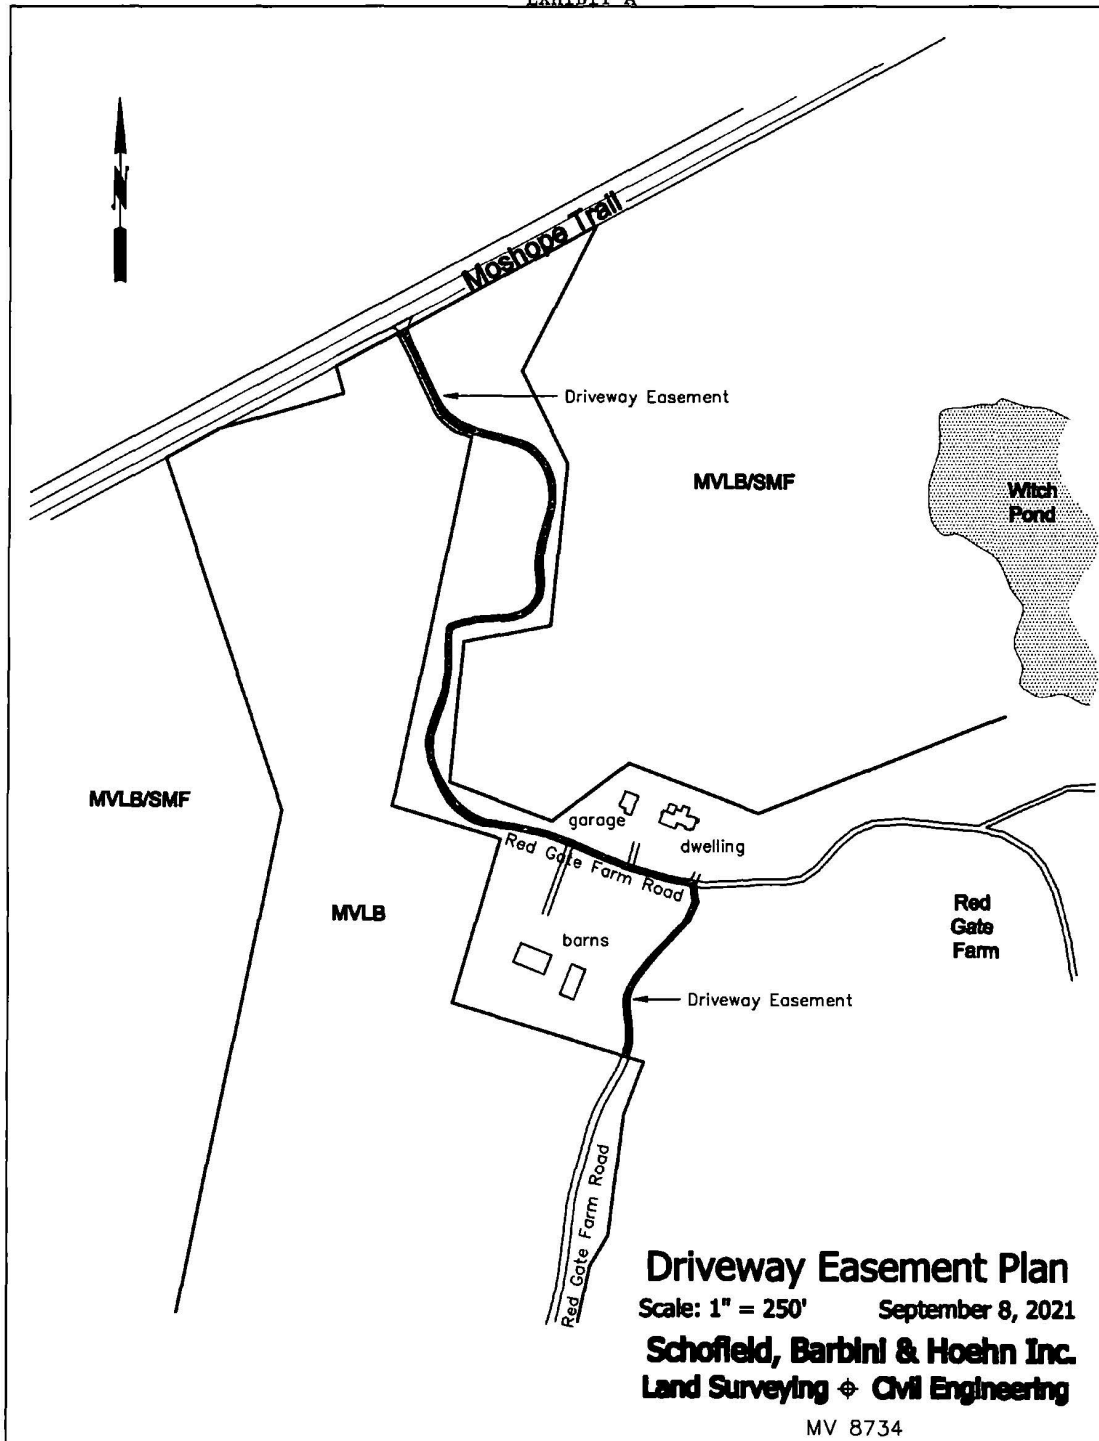 EXHIBIT A
N
Moshope Trail
Driveway Easement
MVLB/SMF
Witch
Pond
MVLB/SMF
garage
dwelling
Red Gate Farm Road
MVLB
Red
Gate
Farm
barns
Driveway Easement
Red Gate Farm Road
Driveway Easement Plan
Scale: 1" = 250' September 8, 2021
Schofield, Barbini & Hoehn Inc.
Land Surveying ⌖ Civil Engineering
MV 8734